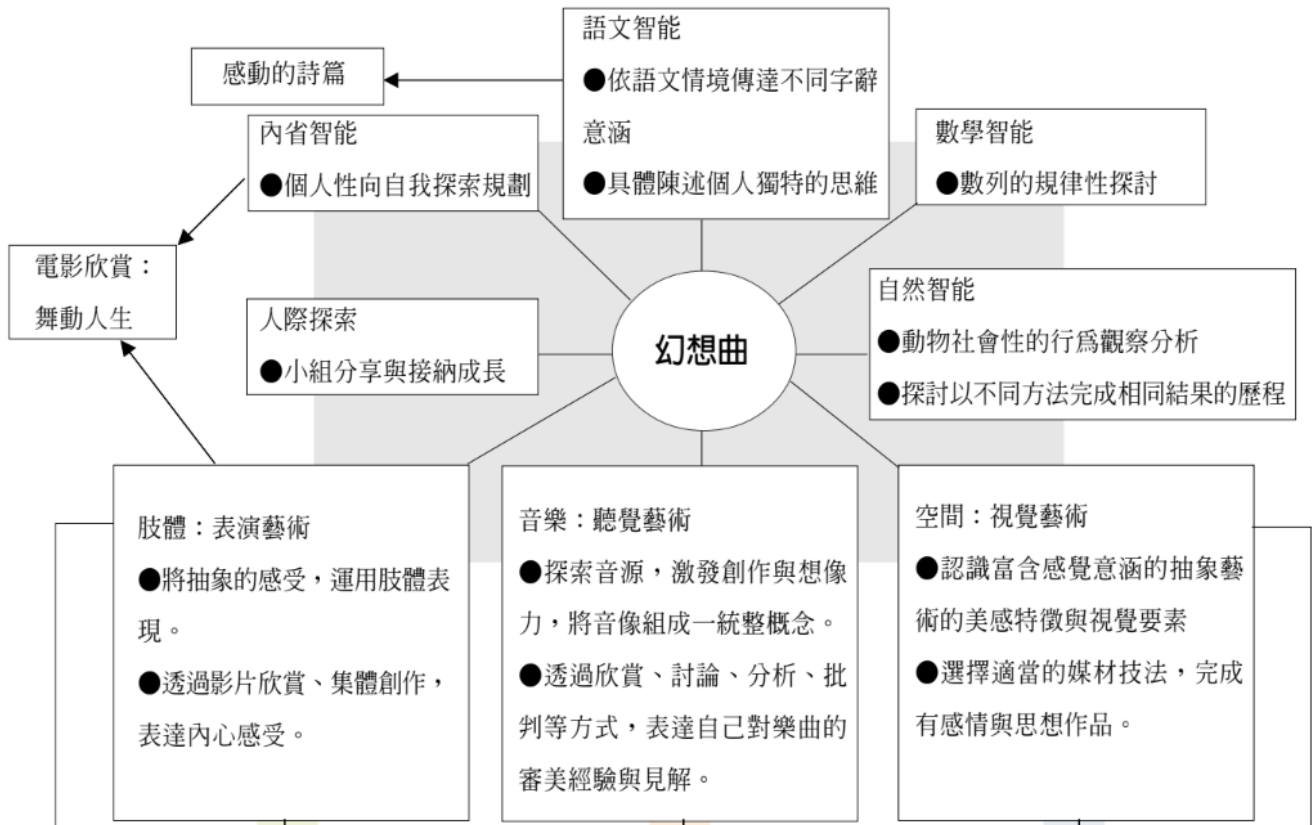 語文智能
●依語文情境傳達不同字辭
意涵
●具體陳述個人獨特的思維
感動的詩篇
內省智能
●個人性向自我探索規劃
數學智能
●數列的規律性探討
電影欣賞：
舞動人生
人際探索
●小組分享與接納成長
幻想曲
自然智能
●動物社會性的行爲觀察分析
●探討以不同方法完成相同結果的歷程
肢體：表演藝術
●將抽象的感受，運用肢體表
現。
●透過影片欣賞、集體創作，
表達內心感受。
音樂：聽覺藝術
●探索音源，激發創作與想像
力，將音像組成一統整概念。
●透過欣賞、討論、分析、批
判等方式，表達自己對樂曲的
審美經驗與見解。
空間：視覺藝術
●認識富含感覺意涵的抽象藝
術的美感特徵與視覺要素
●選擇適當的媒材技法，完成
有感情與思想作品。